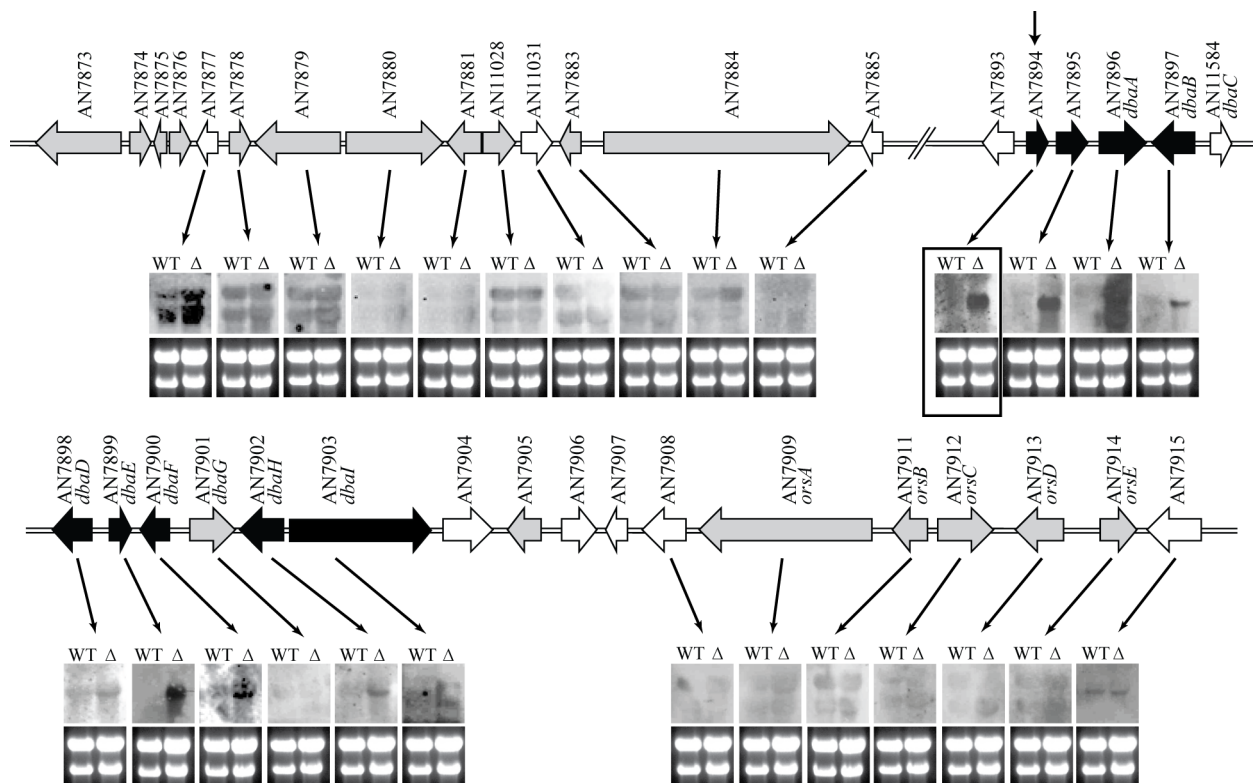 AN7873
AN7874
AN7875
AN7876
AN7877
AN7878
AN7879
AN7880
AN7881
AN11028
AN11031
AN7883
AN7884
AN7885
AN7893
AN7894
AN7895
AN7896
dbaA
AN7897
dbaB
AN11584
dbaC
WT Δ
WT Δ
WT Δ
WT Δ
WT Δ
WT Δ
WT Δ
WT Δ
WT Δ
WT Δ
WT Δ
WT Δ
WT Δ
WT Δ
AN7898
dbaD
AN7899
dbaE
AN7900
dbaF
AN7901
dbaG
AN7902
dbaH
AN7903
dbaI
AN7904
AN7905
AN7906
AN7907
AN7908
AN7909
orsA
AN7911
orsB
AN7912
orsC
AN7913
orsD
AN7914
orsE
AN7915
WT Δ
WT Δ
WT Δ
WT Δ
WT Δ
WT Δ
WT Δ
WT Δ
WT Δ
WT Δ
WT Δ
WT Δ
WT Δ